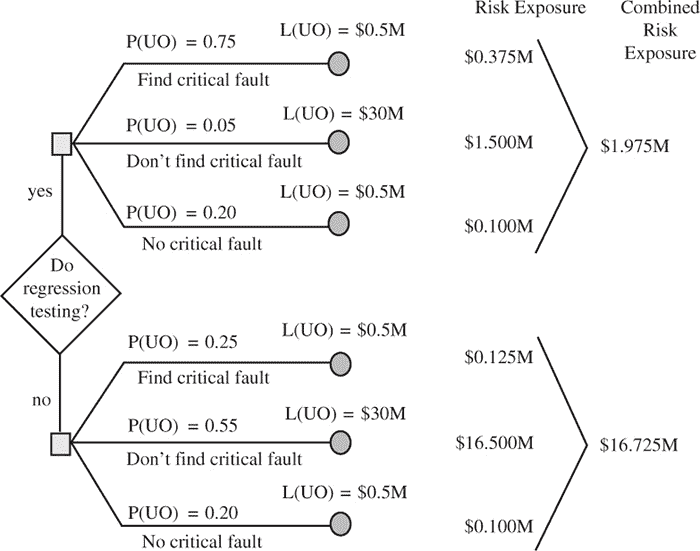 Risk Exposure
Combined
Risk
Exposure
P(UO) = 0.75
L(UO) = $0.5M
Find critical fault
$0.375M
P(UO) = 0.05
L(UO) = $30M
Don't find critical fault
$1.500M
$1.975M
yes
P(UO) = 0.20
L(UO) = $0.5M
No critical fault
$0.100M
Do
regression
testing?
no
P(UO) = 0.25
L(UO) = $0.5M
Find critical fault
$0.125M
P(UO) = 0.55
L(UO) = $30M
Don't find critical fault
$16.500M
$16.725M
P(UO) = 0.20
L(UO) = $0.5M
No critical fault
$0.100M